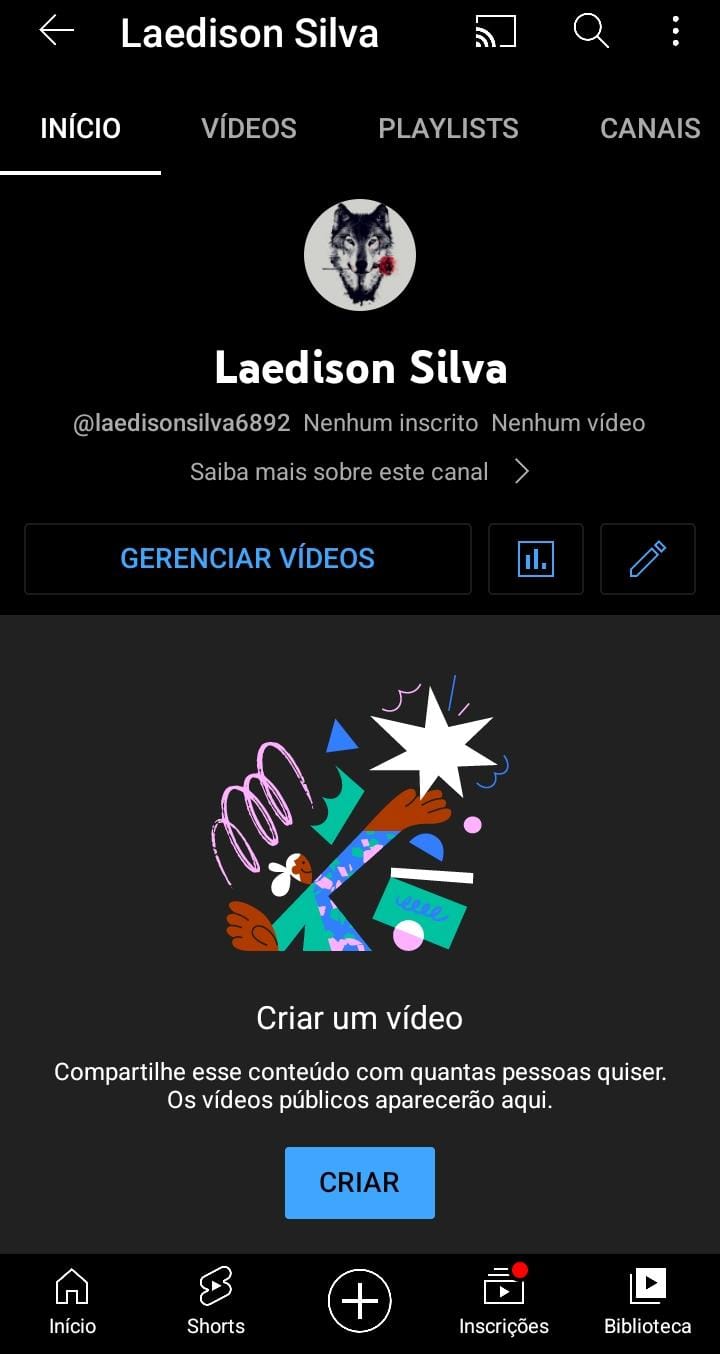 Laedison Silva
INÍCIO VÍDEOS PLAYLISTS CANAIS
Laedison Silva
@laedisonsilva6892 Nenhum inscrito Nenhum vídeo
Saiba mais sobre este canal
GERENCIAR VÍDEOS
Criar um vídeo
Compartilhe esse conteúdo com quantas pessoas quiser.
Os vídeos públicos aparecerão aqui.
CRIAR
Início Shorts Inscrições Biblioteca